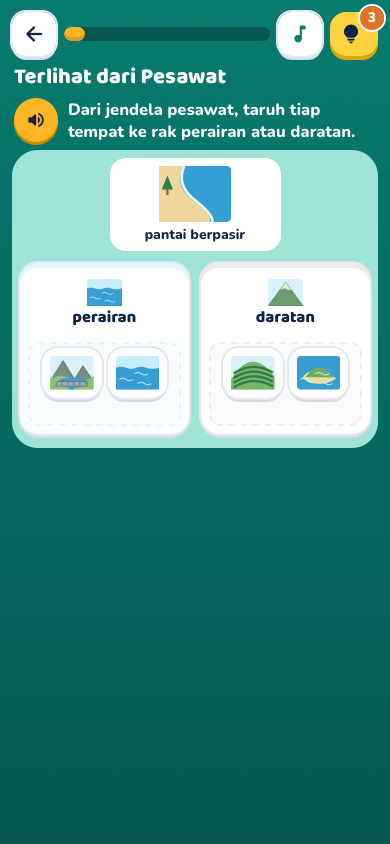 3
Terlihat dari Pesawat
Dari jendela pesawat, taruh tiap
tempat ke rak perairan atau daratan.
pantai berpasir
perairan
daratan